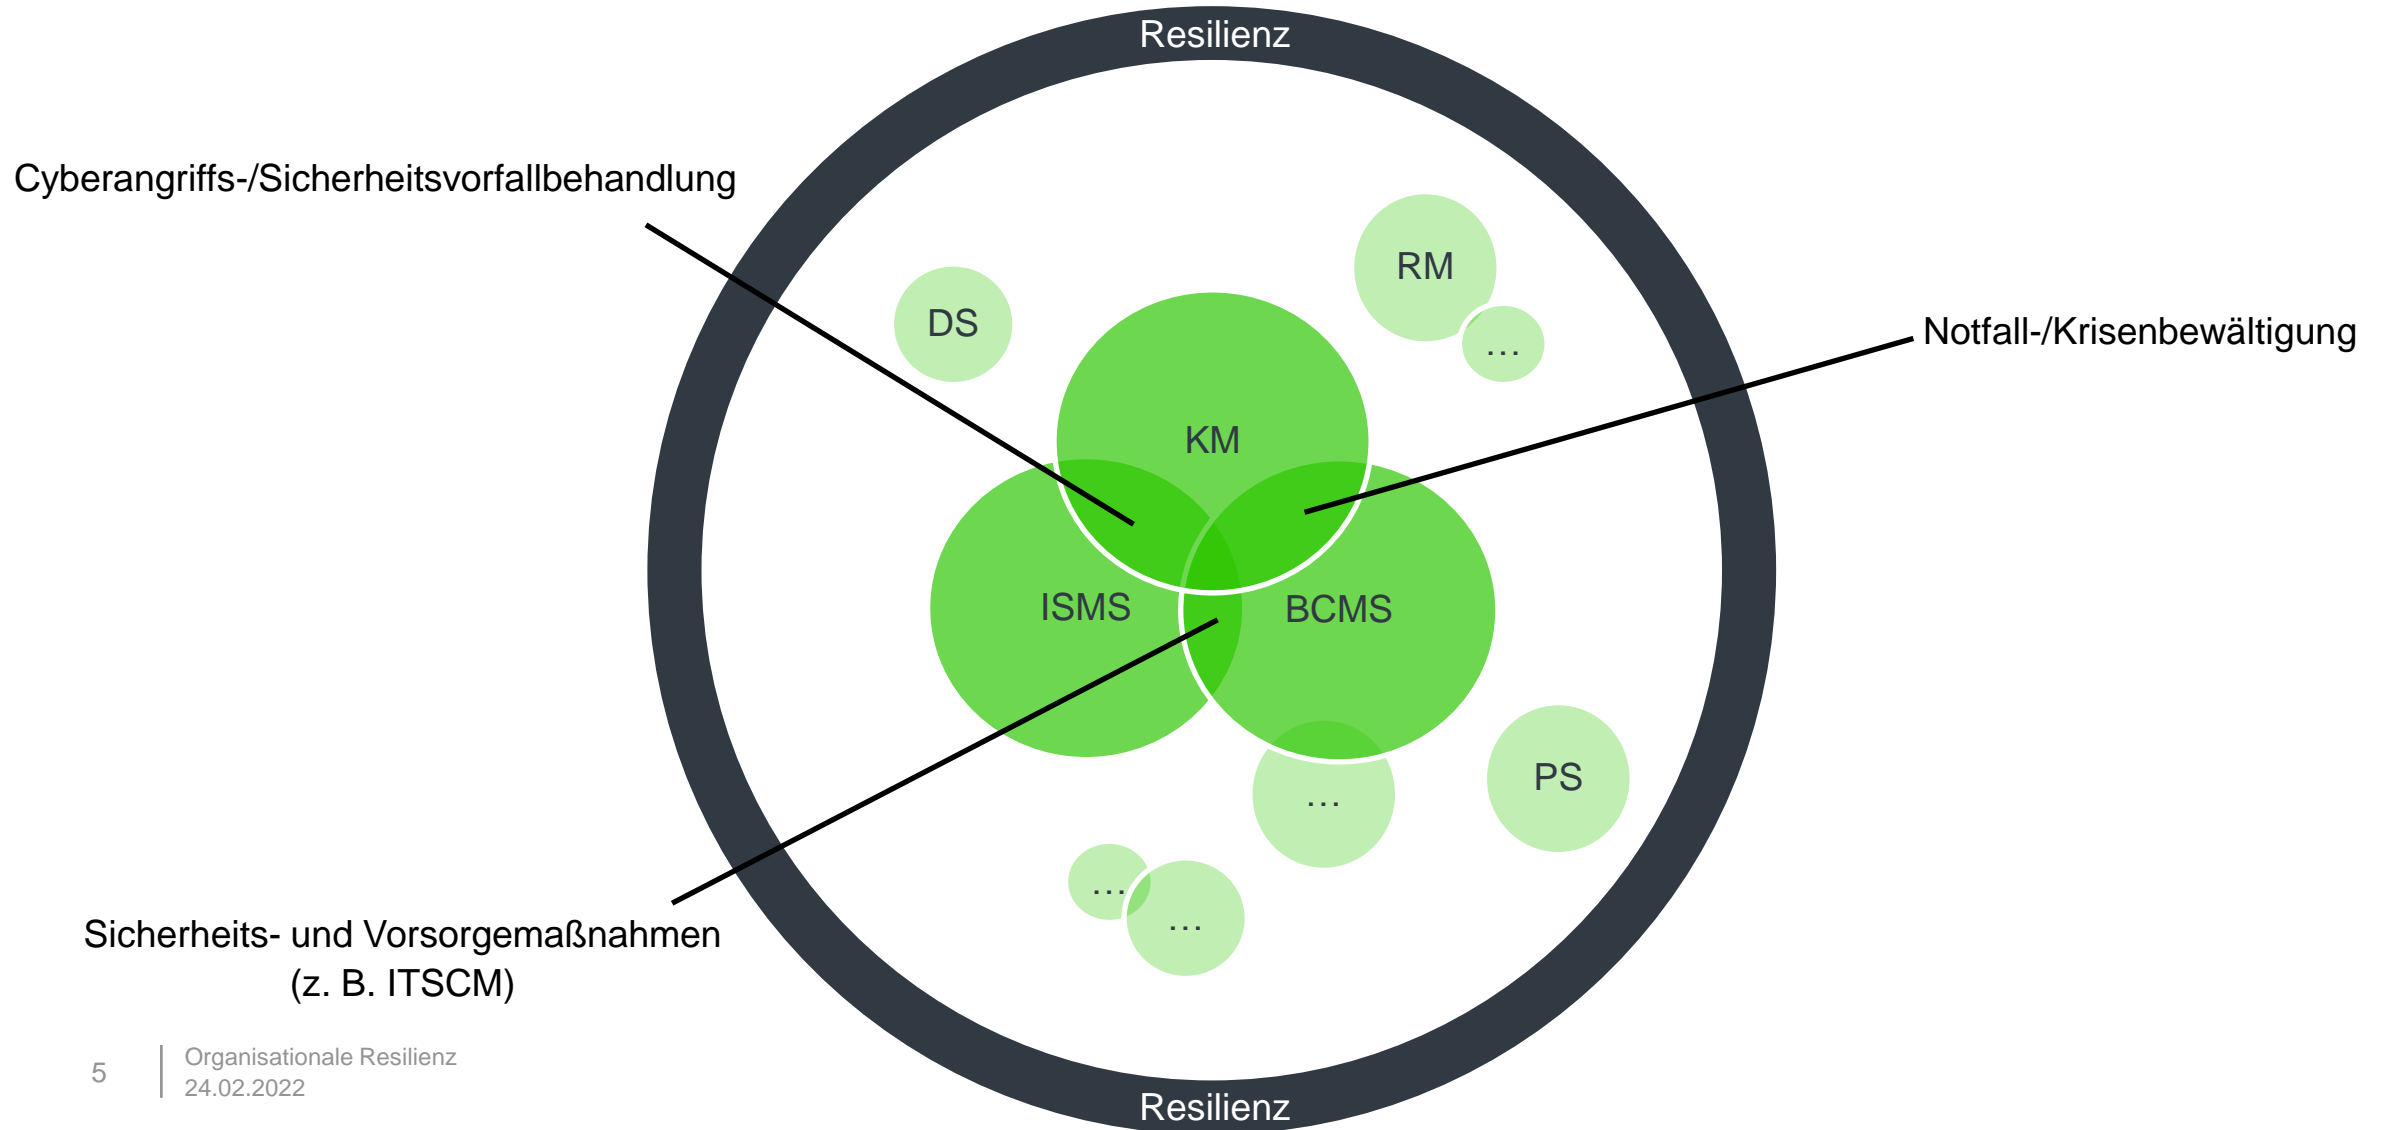 Resilienz
Cyberangriffs-/Sicherheitsvorfallbehandlung
RM
DS
...
Notfall-/Krisenbewältigung
KM
ISMS
BCMS
...
PS
...
...
Sicherheits- und Vorsorgemaßnahmen
(z. B. ITSCM)
5
Organisationale Resilienz
24.02.2022
Resilienz